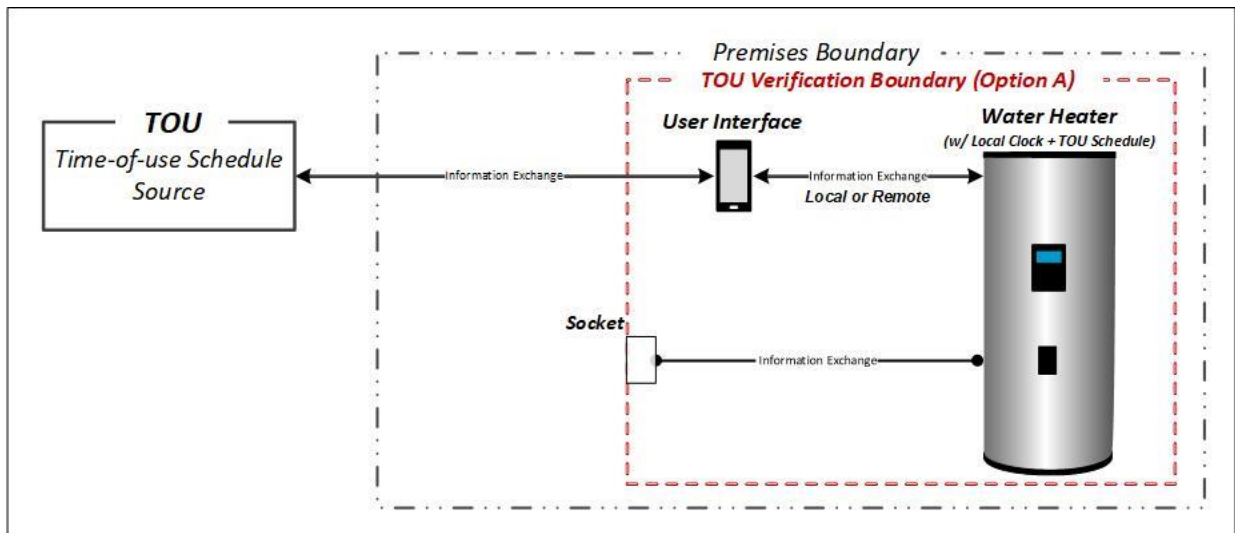 Premises Boundary
TOU Verification Boundary (Option A)
TOU
Time-of-use Schedule
Source
User Interface
Water Heater
(w/ Local Clock + TOU Schedule)
Information Exchange
Information Exchange
Local or Remote
Socket
Information Exchange